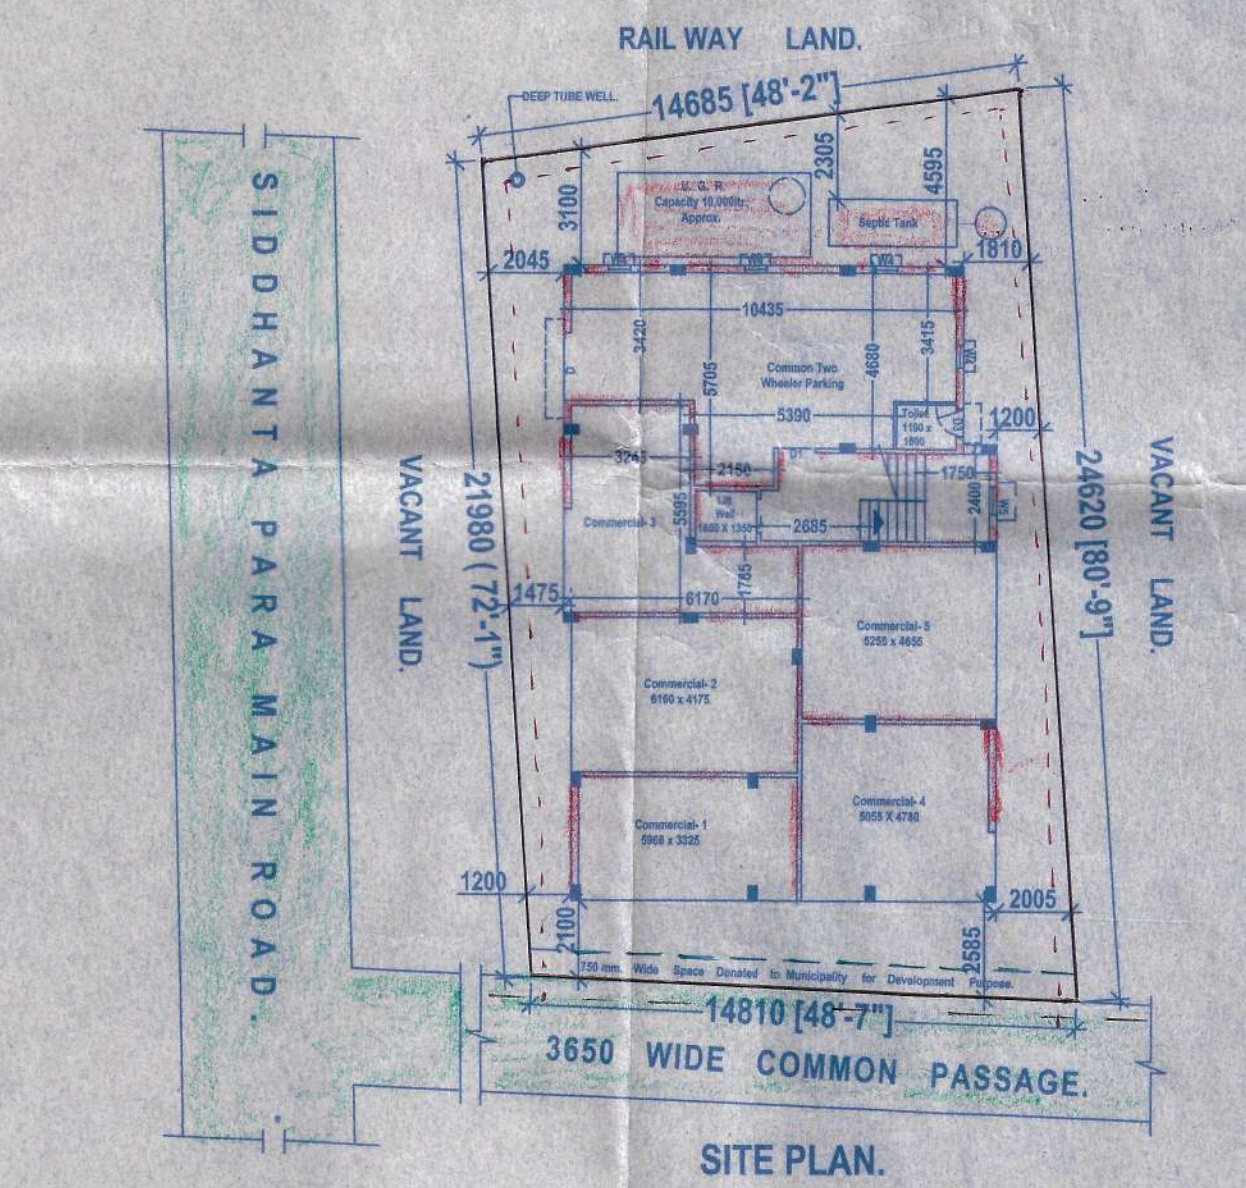 RAIL WAY LAND.
DEEP TUBE WELL.
14685 [48'-2"]
2305
4595
3100
U. G. R.
Capacity 10,000ltr.
Approx.
Septic Tank
2045
1810
10435
3420
5705
4680
3415
Common Two
Wheeler Parking
5390
Toilet
1200
D
D1
3245
2150
1750
2400
5595
Commercial- 3
Lift
Well
2685
SIDDHANTA PARA MAIN ROAD.
VACANT LAND.
21980 ( 72'-1")
24620 [80'-9"]
VACANT LAND.
1475
6170
1785
Commercial- 5
5255 x 4655
Commercial- 2
6160 x 4175
Commercial- 4
5055 X 4780
Commercial- 1
5960 x 3325
1200
2100
2005
2585
750 mm. Wide Space Donated to Municipality for Development Purpose.
14810 [48'-7"]
3650 WIDE COMMON PASSAGE.
SITE PLAN.